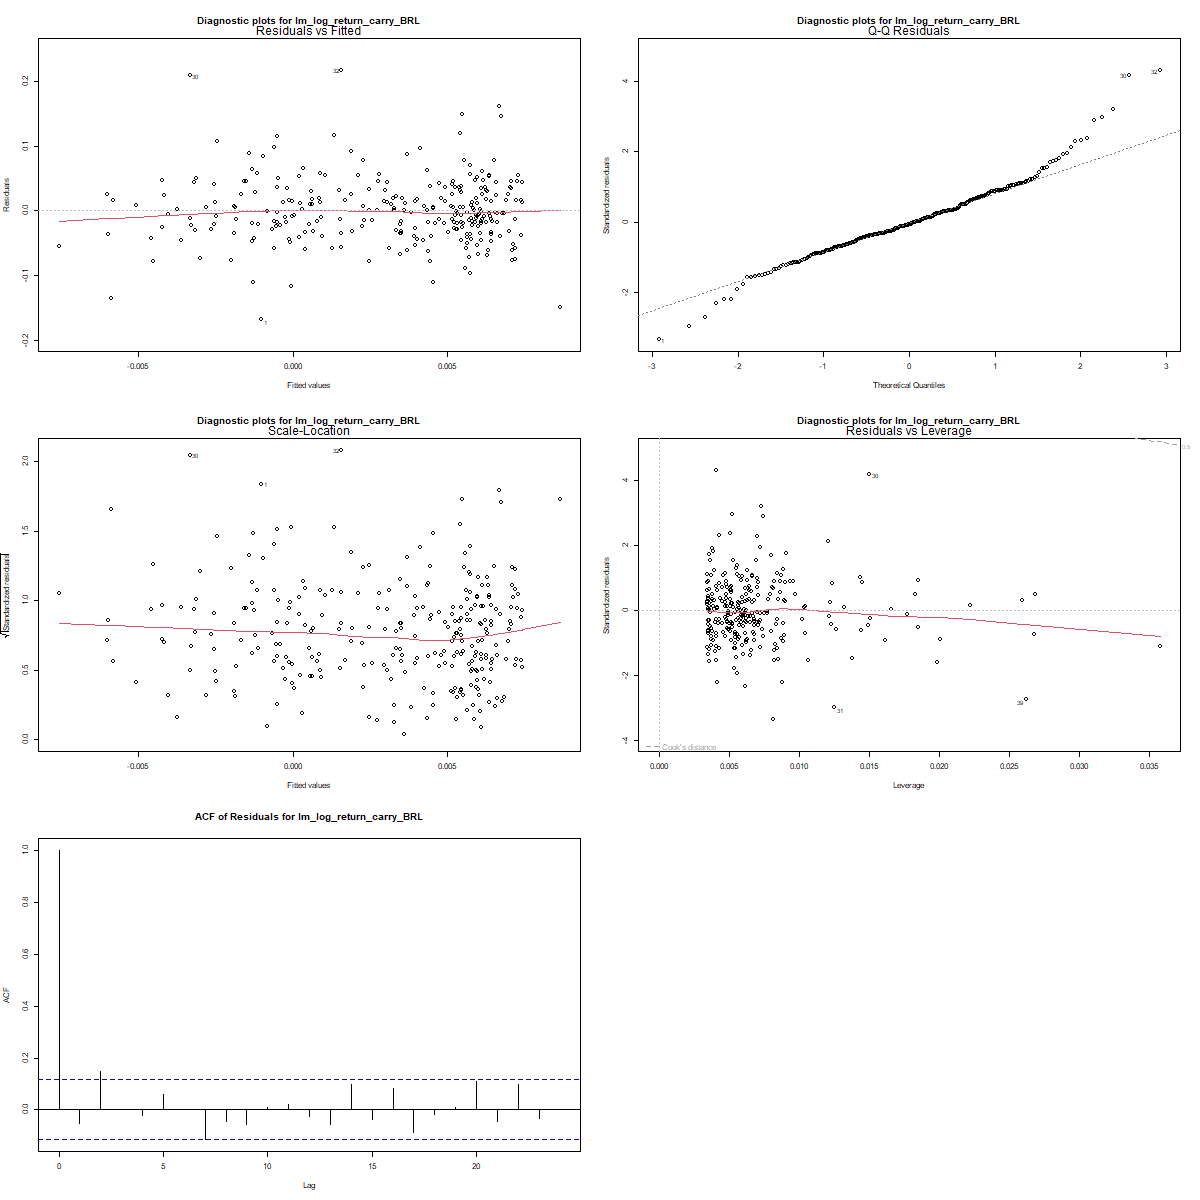 Diagnostic plots for lm_log_return_carry_BRL
Residuals vs Fitted
Residuals
0.2
0.1
0.0
-0.1
-0.2
30
32
1
-0.005 0.000 0.005
Fitted values
Diagnostic plots for lm_log_return_carry_BRL
Q-Q Residuals
Standardized residuals
4
2
0
-2
30
32
1
-3 -2 -1 0 1 2 3
Theoretical Quantiles
Diagnostic plots for lm_log_return_carry_BRL
Scale-Location
√|Standardized residuals|
2.0
1.5
1.0
0.5
0.0
30
32
1
-0.005 0.000 0.005
Fitted values
Diagnostic plots for lm_log_return_carry_BRL
Residuals vs Leverage
Standardized residuals
4
2
0
-2
-4
0.5
30
31
39
Cook's distance
0.000 0.005 0.010 0.015 0.020 0.025 0.030 0.035
Leverage
ACF of Residuals for lm_log_return_carry_BRL
ACF
1.0
0.8
0.6
0.4
0.2
0.0
0 5 10 15 20
Lag